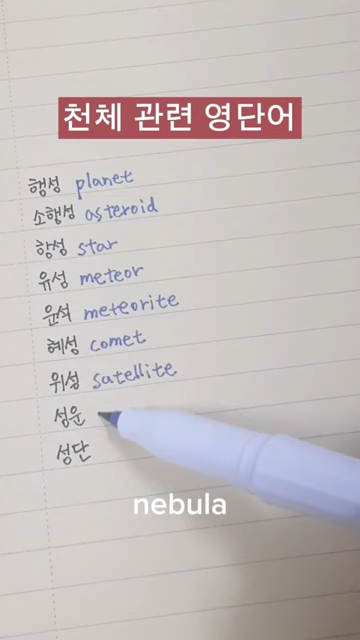 천체 관련 영단어
행성 planet
소행성 asteroid
항성 star
유성 meteor
운석 meteorite
혜성 comet
위성 satellite
성운
성단
nebula